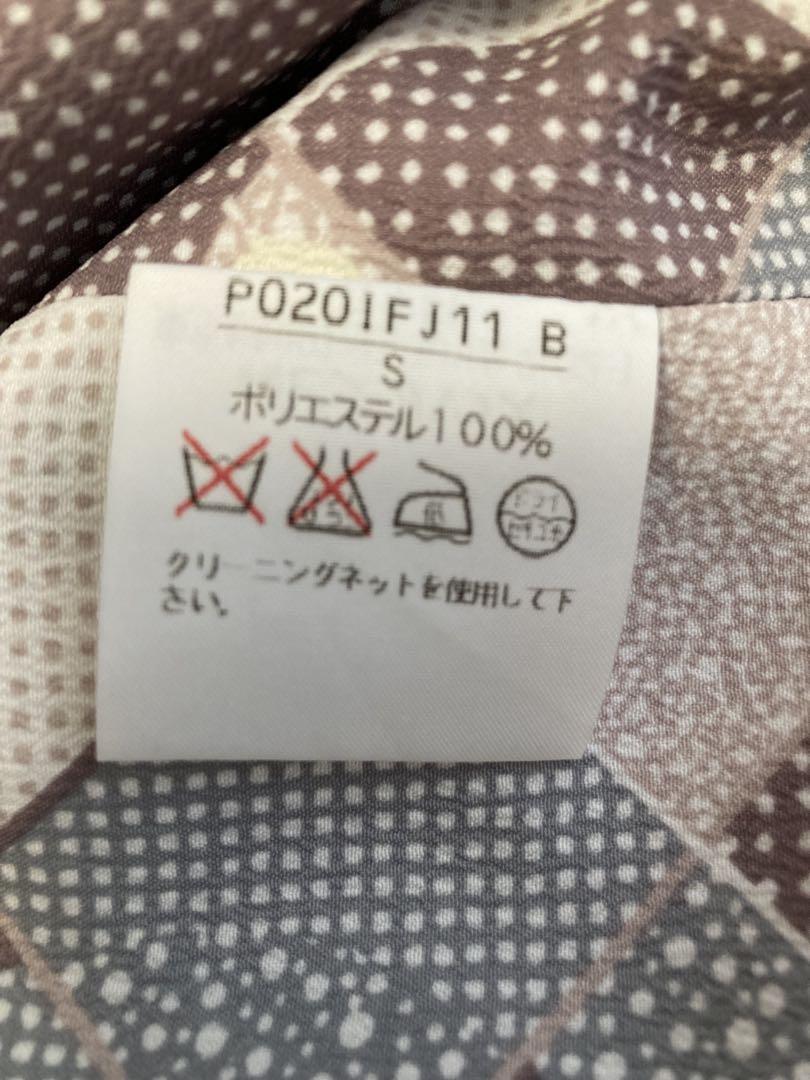 P020IFJ11 B
S
ポリエステル100%
低
クリーニングネットを使用して下
さい。